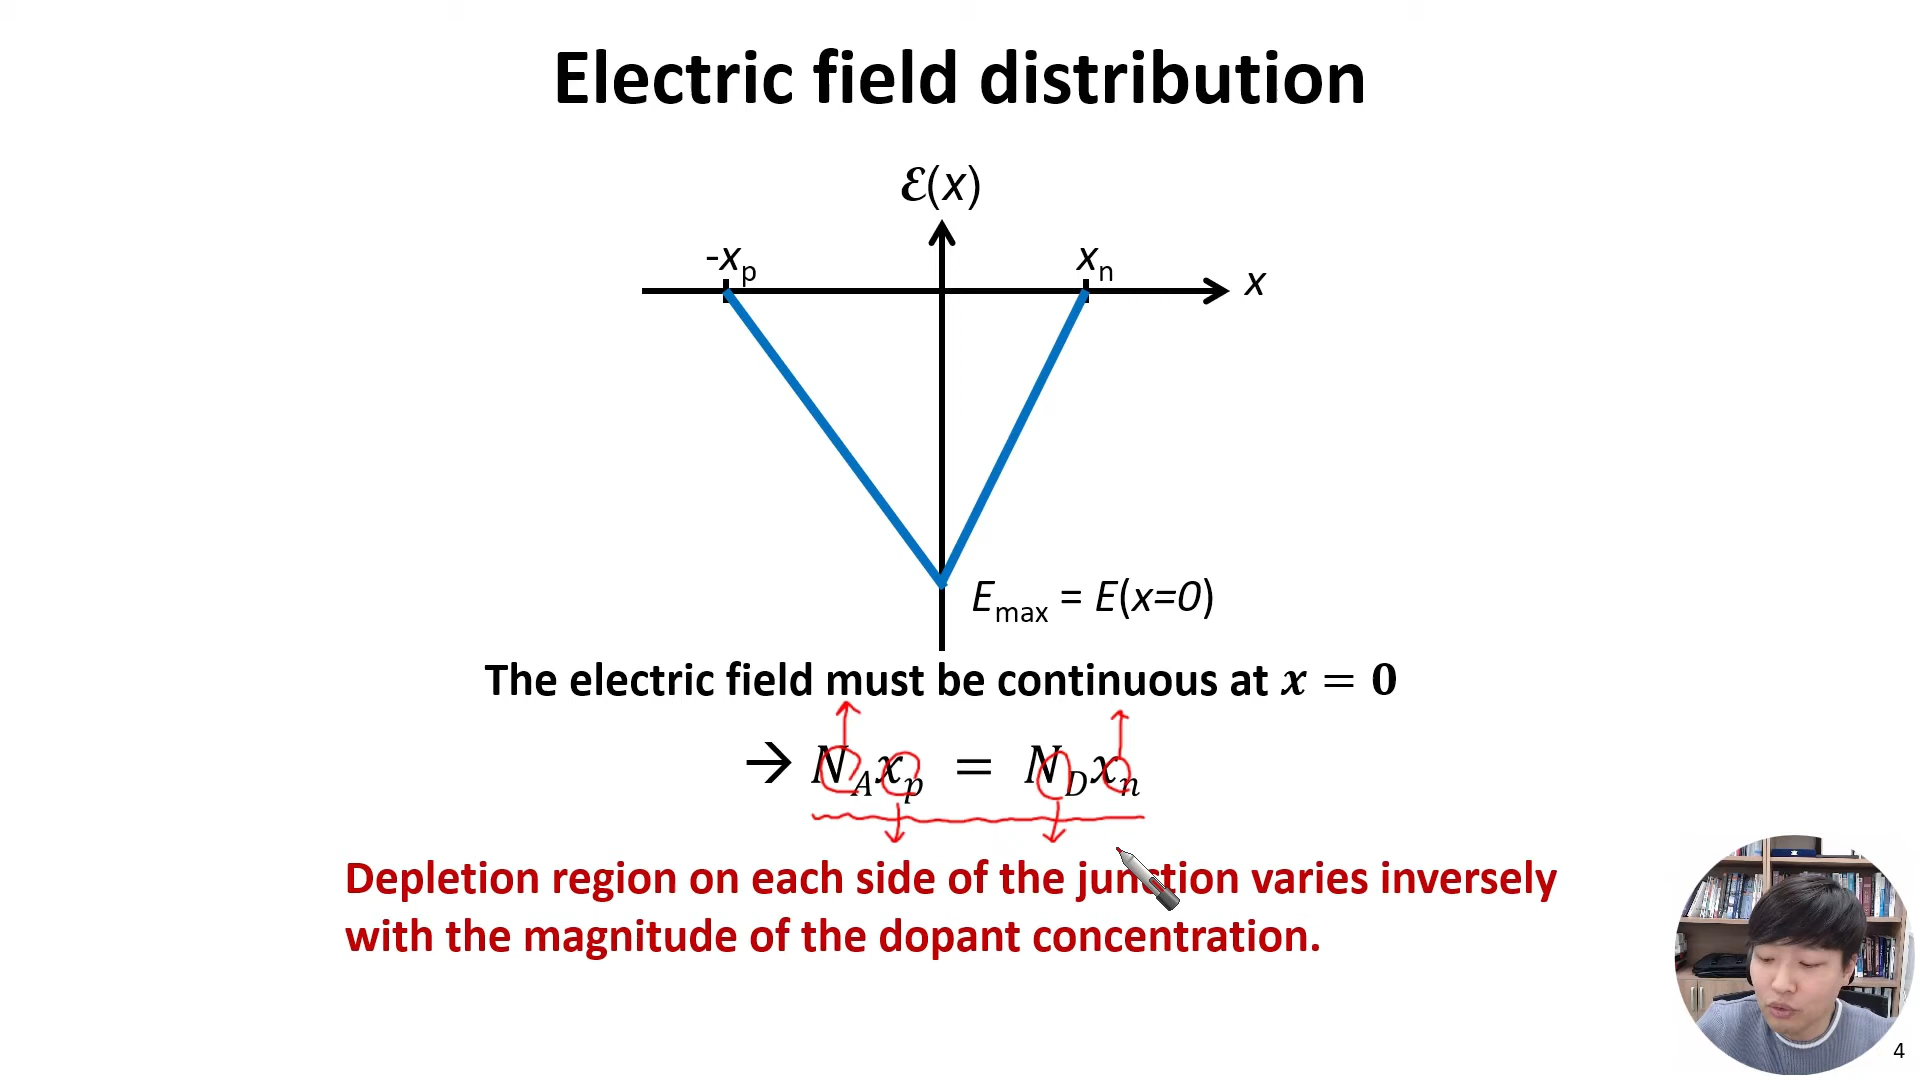 Electric field distribution
ℰ(x)
-xp
xn
x
Emax = E(x=0)
The electric field must be continuous at x = 0
→ NAxp = NDxn
Depletion region on each side of the junction varies inversely
with the magnitude of the dopant concentration.
4